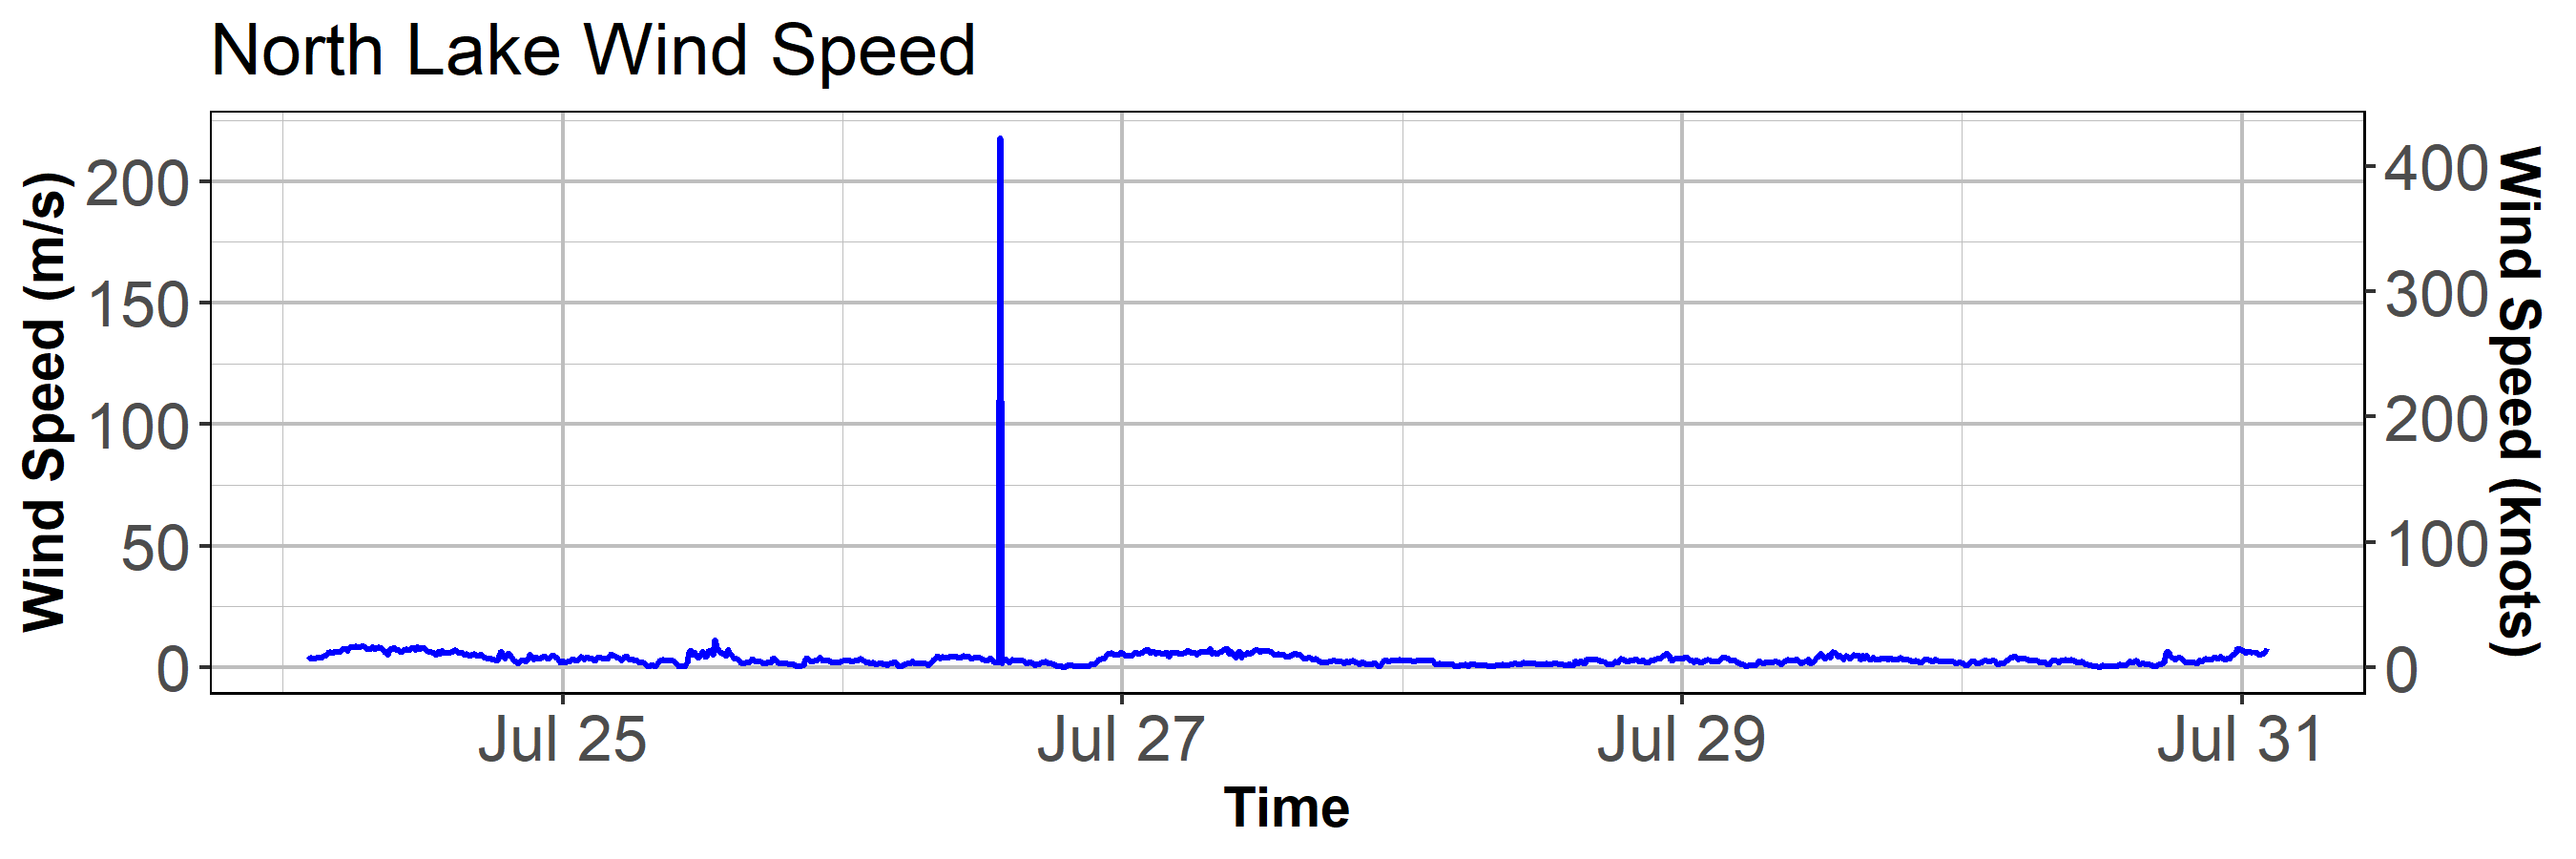 North Lake Wind Speed
Wind Speed (m/s)
200
150
100
50
0
Wind Speed (knots)
400
300
200
100
0
Jul 25
Jul 27
Jul 29
Jul 31
Time